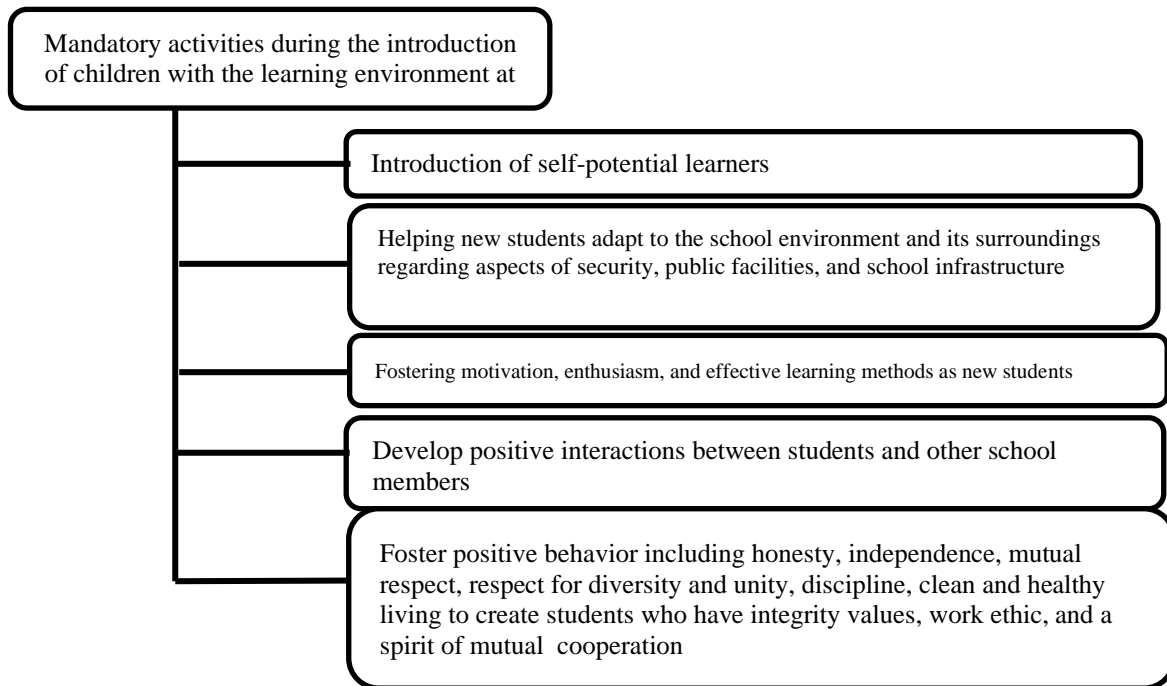 Mandatory activities during the introduction
of children with the learning environment at
Introduction of self-potential learners
Helping new students adapt to the school environment and its surroundings
regarding aspects of security, public facilities, and school infrastructure
Fostering motivation, enthusiasm, and effective learning methods as new students
Develop positive interactions between students and other school
members
Foster positive behavior including honesty, independence, mutual
respect, respect for diversity and unity, discipline, clean and healthy
living to create students who have integrity values, work ethic, and a
spirit of mutual cooperation